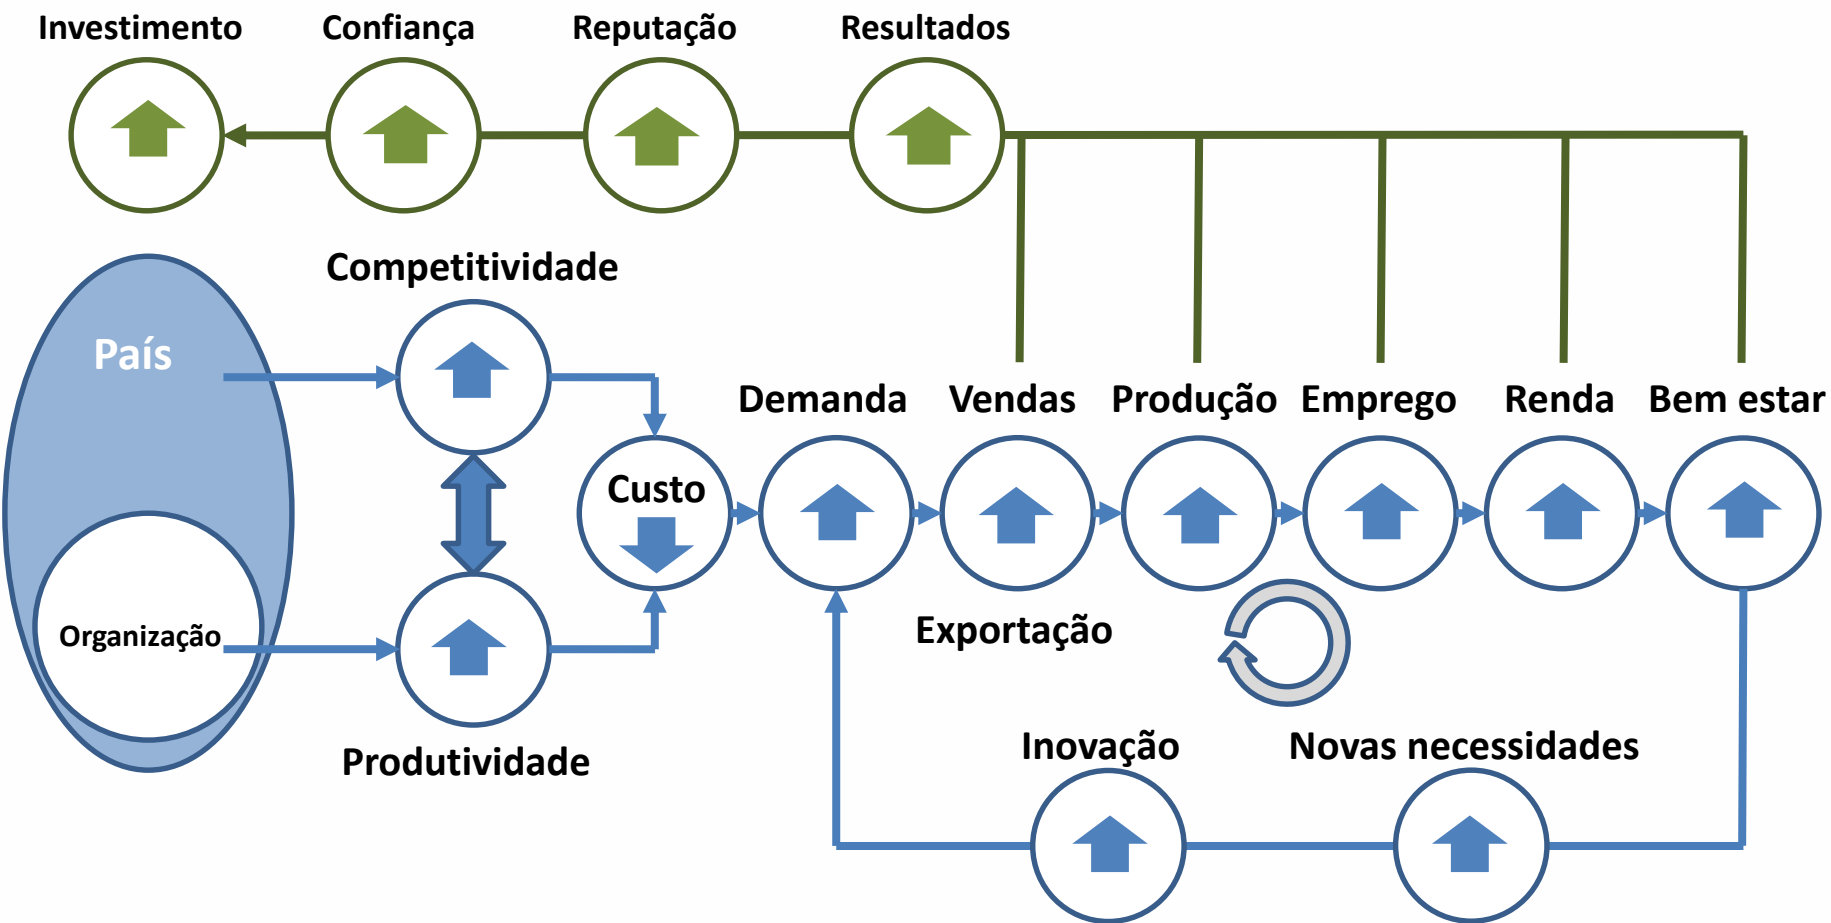 Investimento
Confiança
Reputação
Resultados
Competitividade
País
Demanda
Vendas
Produção
Emprego
Renda
Bem estar
Custo
Organização
Exportação
Produtividade
Inovação
Novas necessidades